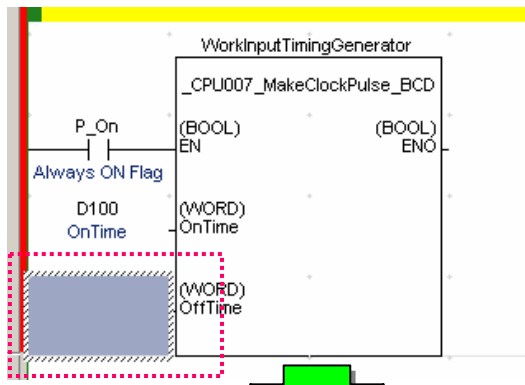 WorkInputTimingGenerator
_CPU007_MakeClockPulse_BCD
P_On
(BOOL)
(BOOL)
EN
ENO
Always ON Flag
D100
(WORD)
OnTime
OnTime
(WORD)
OffTime